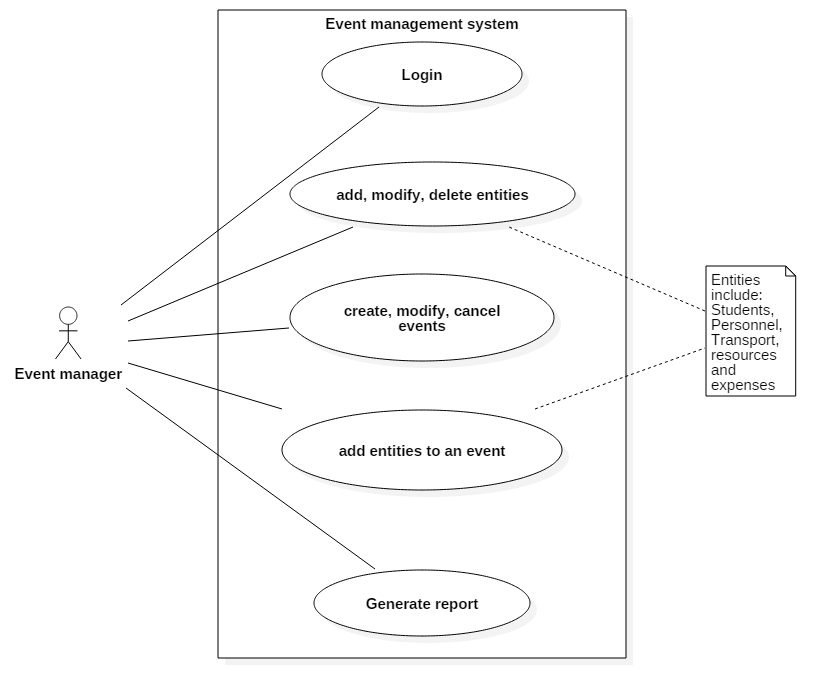 Event management system
Login
add, modify, delete entities
create, modify, cancel
events
add entities to an event
Generate report
Event manager
Entities
include:
Students,
Personnel,
Transport,
resources
and
expenses